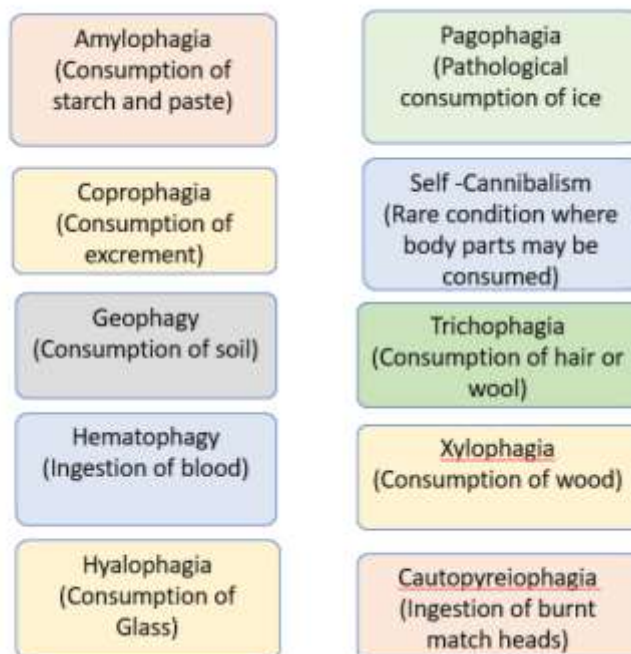 Amylophagia
(Consumption of
starch and paste)
Coprophagia
(Consumption of
excrement)
Geophagy
(Consumption of soil)
Hematophagy
(Ingestion of blood)
Hyalophagia
(Consumption of
Glass)
Pagophagia
(Pathological
consumption of ice
Self -Cannibalism
(Rare condition where
body parts may be
consumed)
Trichophagia
(Consumption of hair or
wool)
Xylophagia
(Consumption of wood)
Cautopyreiophagia
(Ingestion of burnt
match heads)